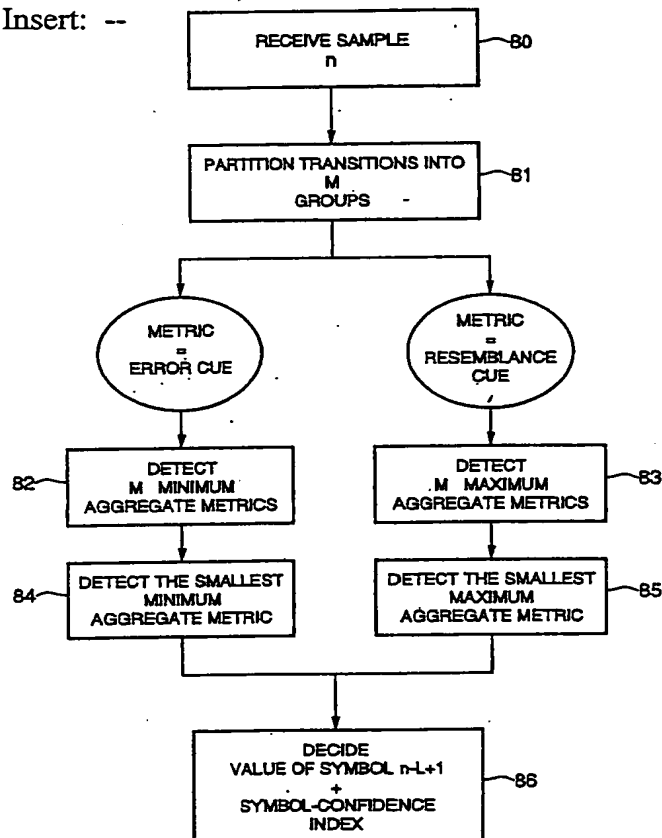 Insert: --
RECEIVE SAMPLE
n
80
PARTITION TRANSITIONS INTO
M
GROUPS
81
METRIC
=
ERROR CUE
METRIC
=
RESEMBLANCE
CUE
82
DETECT
M MINIMUM
AGGREGATE METRICS
DETECT
M MAXIMUM
AGGREGATE METRICS
83
84
DETECT THE SMALLEST
MINIMUM
AGGREGATE METRIC
DETECT THE SMALLEST
MAXIMUM
AGGREGATE METRIC
85
DECIDE
VALUE OF SYMBOL n-L+1
+
SYMBOL-CONFIDENCE
INDEX
86